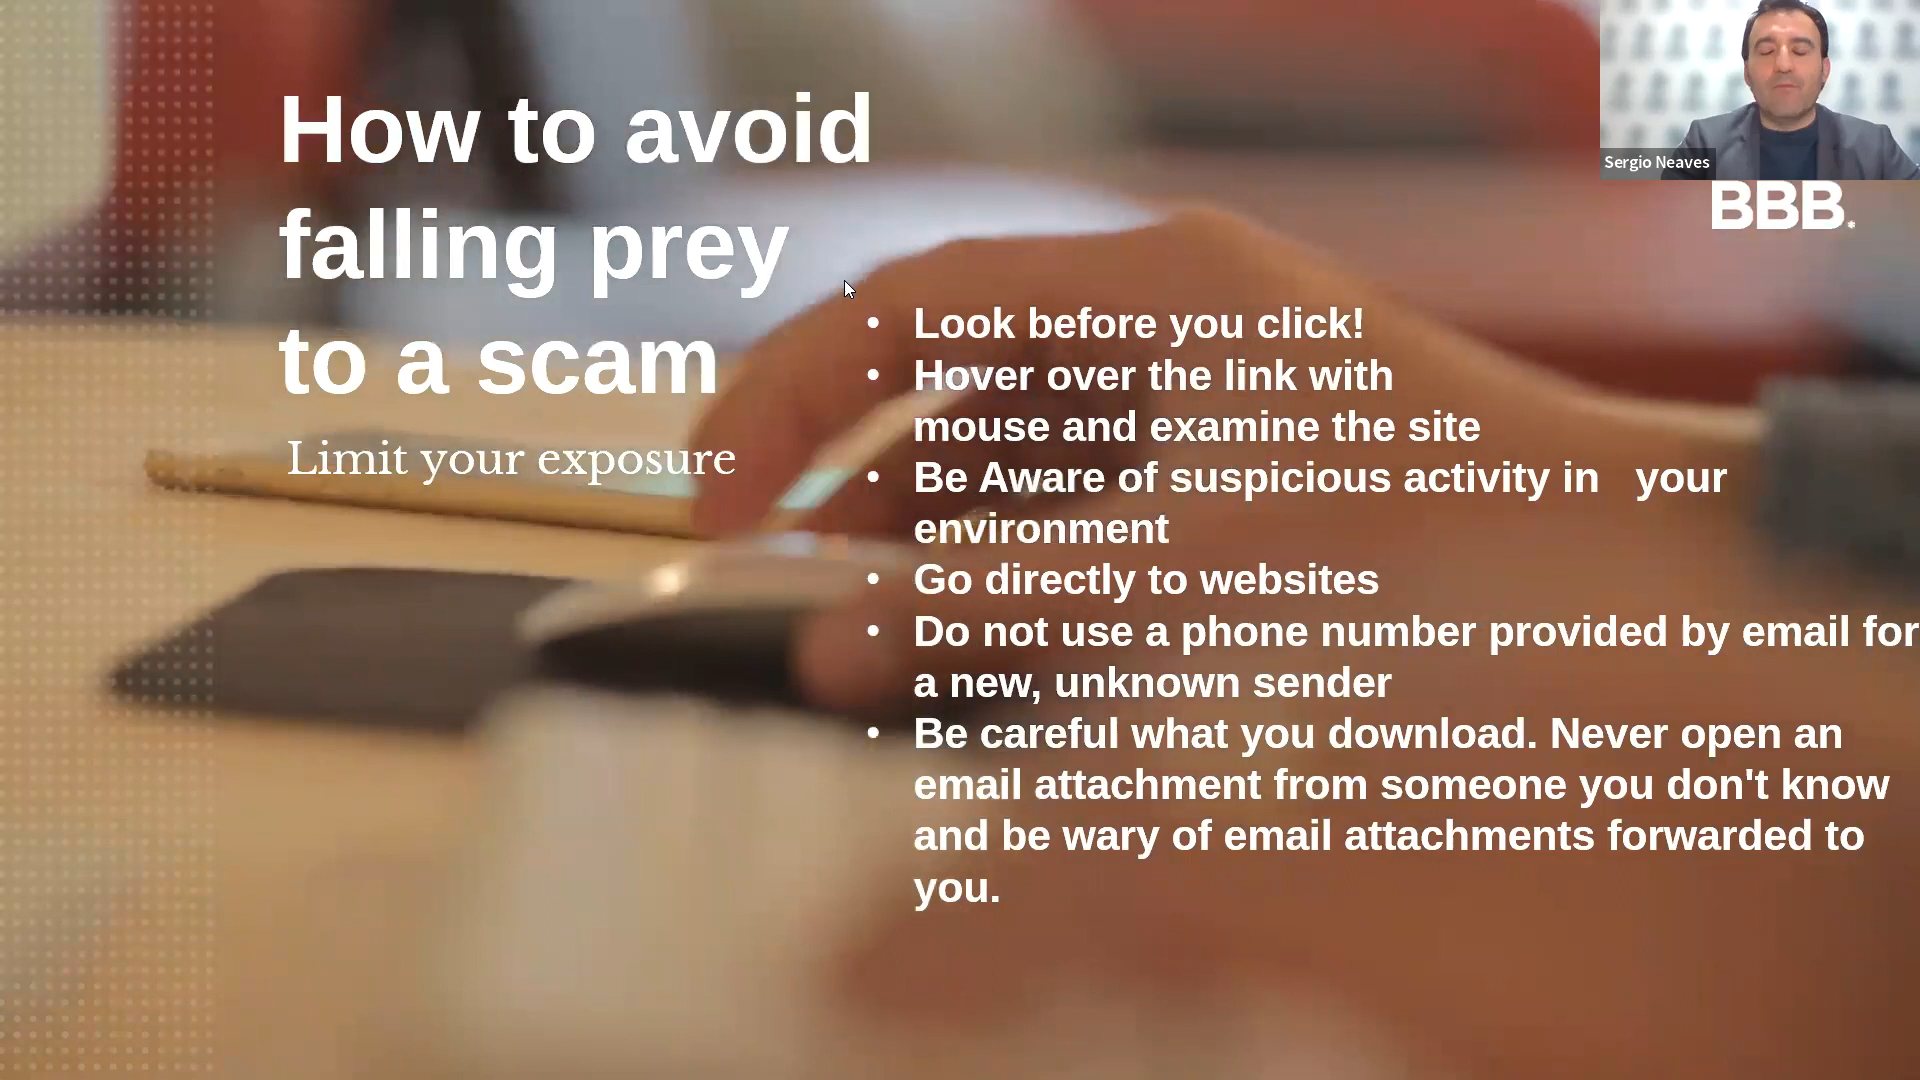 How to avoid
falling prey
to a scam
Limit your exposure
Sergio Neaves
BBB.
• Look before you click!
• Hover over the link with
mouse and examine the site
• Be Aware of suspicious activity in your
environment
• Go directly to websites
• Do not use a phone number provided by email for
a new, unknown sender
• Be careful what you download. Never open an
email attachment from someone you don't know
and be wary of email attachments forwarded to
you.